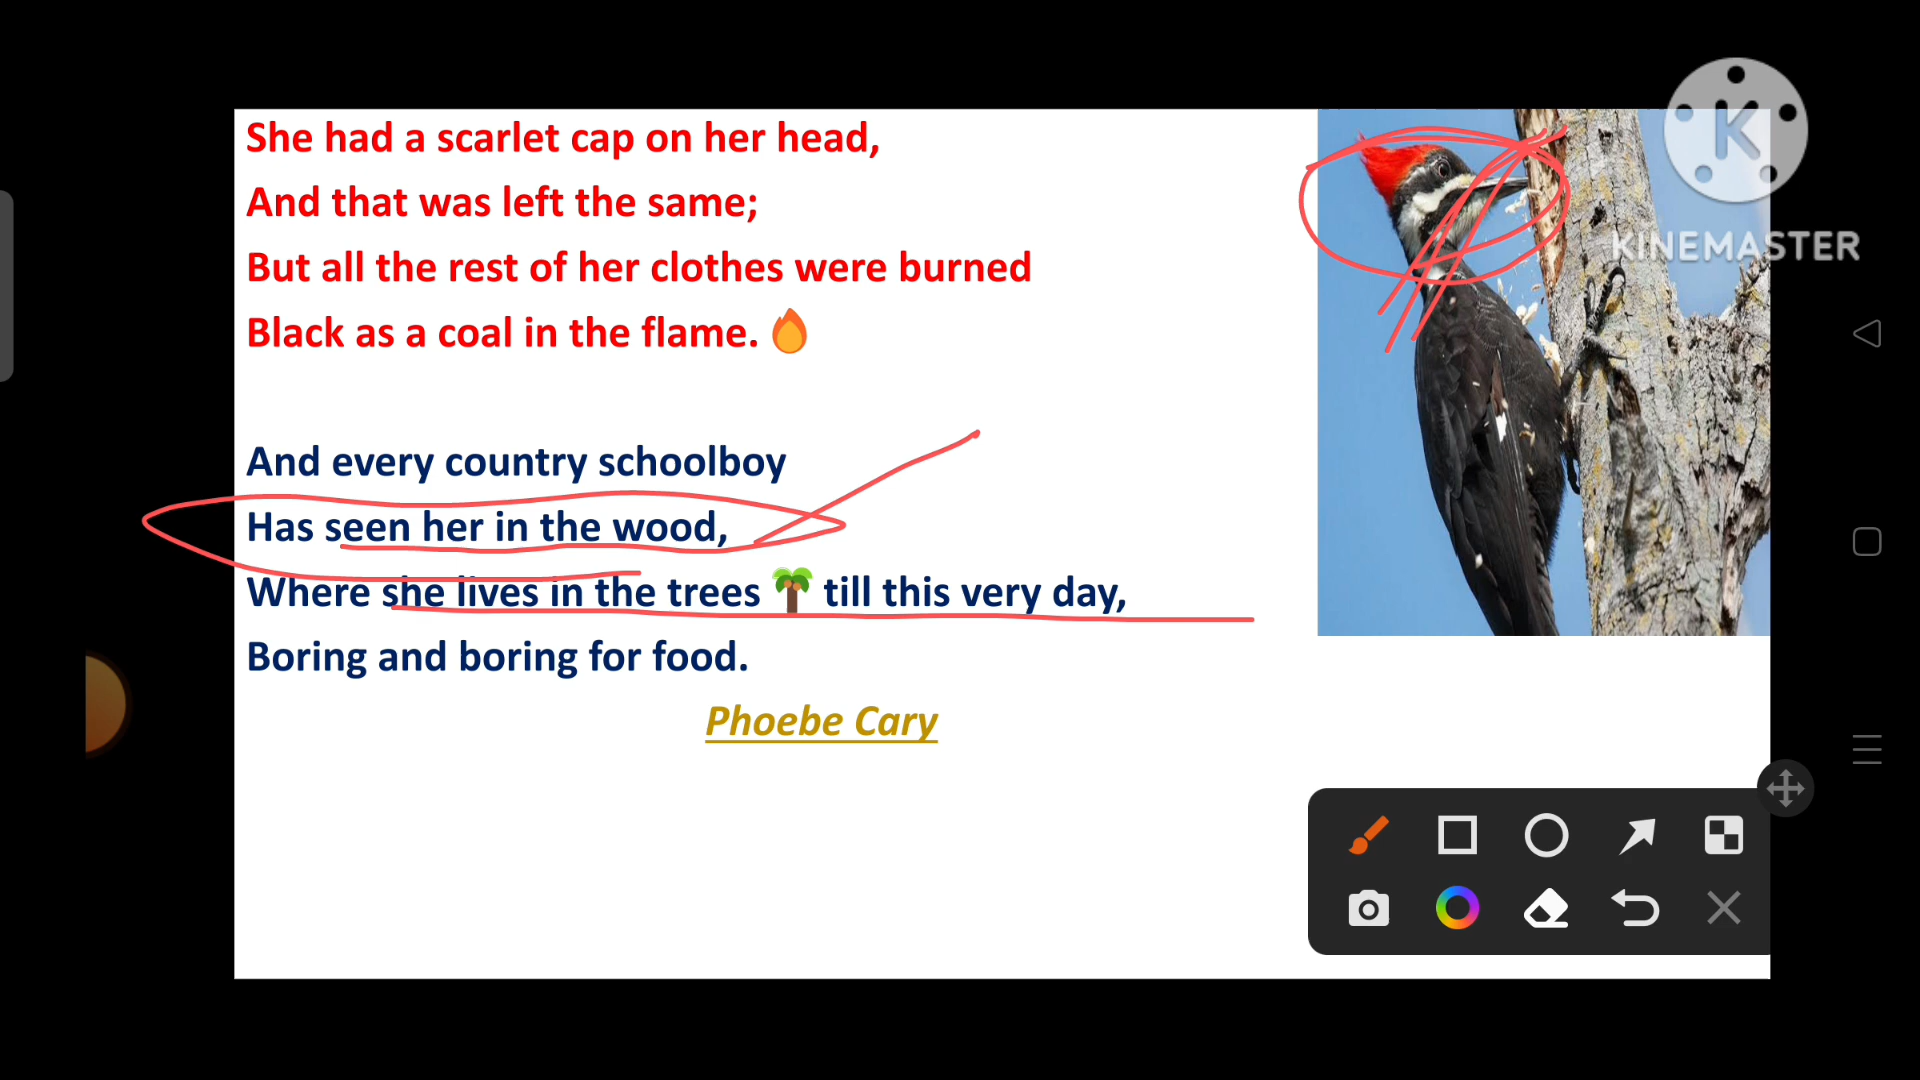 She had a scarlet cap on her head,
And that was left the same;
But all the rest of her clothes were burned
Black as a coal in the flame. 🔥
And every country schoolboy
Has seen her in the wood,
Where she lives in the trees 🌴 till this very day,
Boring and boring for food.
Phoebe Cary
K
KINEMASTER